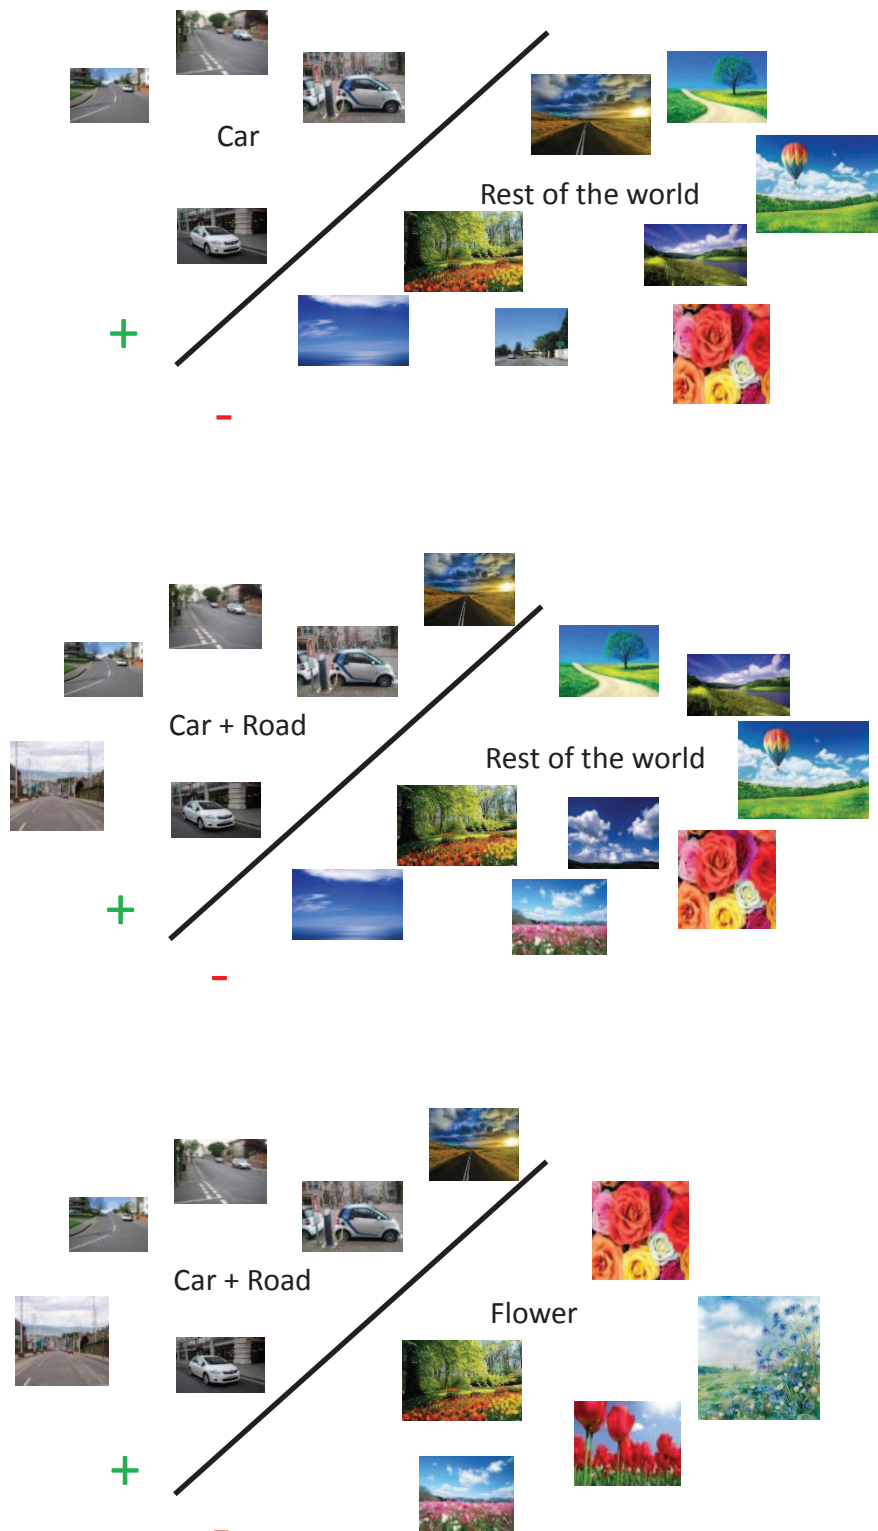 Car
Rest of the world
+
-
Car + Road
Rest of the world
+
-
Car + Road
Flower
+
-